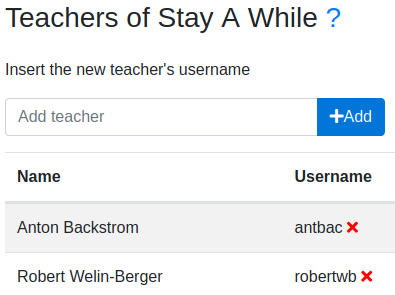 Teachers of Stay A While ?
Insert the new teacher's username
Add teacher
+Add
Name Username
Anton Backstrom antbac ×
Robert Welin-Berger robertwb ×